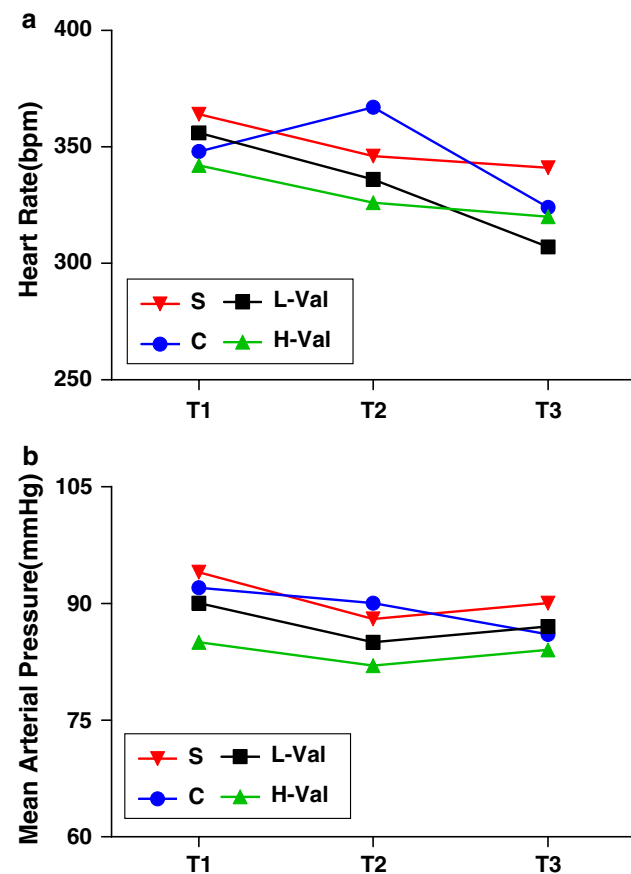 a
400
350
300
250
Heart Rate(bpm)
S
L-Val
C
H-Val
T1 T2 T3
b
105
90
75
60
Mean Arterial Pressure(mmHg)
S
L-Val
C
H-Val
T1 T2 T3